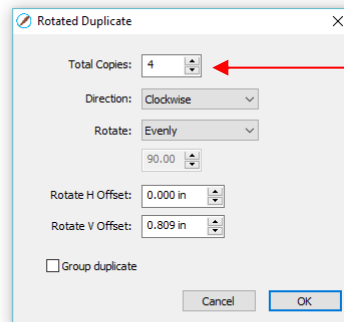 Rotated Duplicate
Total Copies: 4
Direction: Clockwise
Rotate: Evenly
90.00
Rotate H Offset: 0.000 in
Rotate V Offset: 0.809 in
Group duplicate
Cancel OK